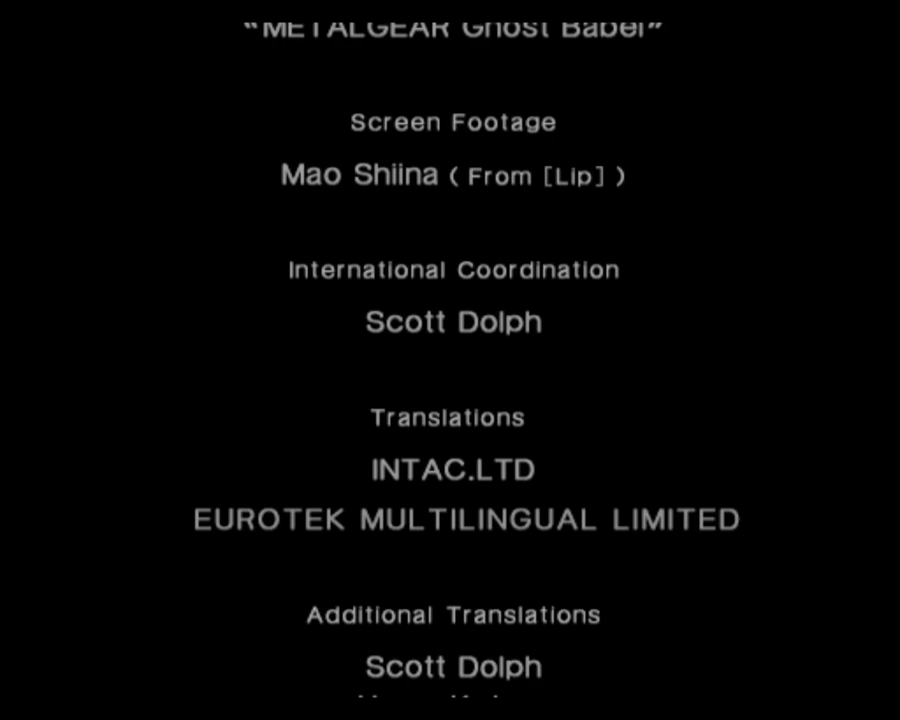 "METALGEAR Ghost Babel"
Screen Footage
Mao Shiina ( From [Lip] )
International Coordination
Scott Dolph
Translations
INTAC.LTD
EUROTEK MULTILINGUAL LIMITED
Additional Translations
Scott Dolph